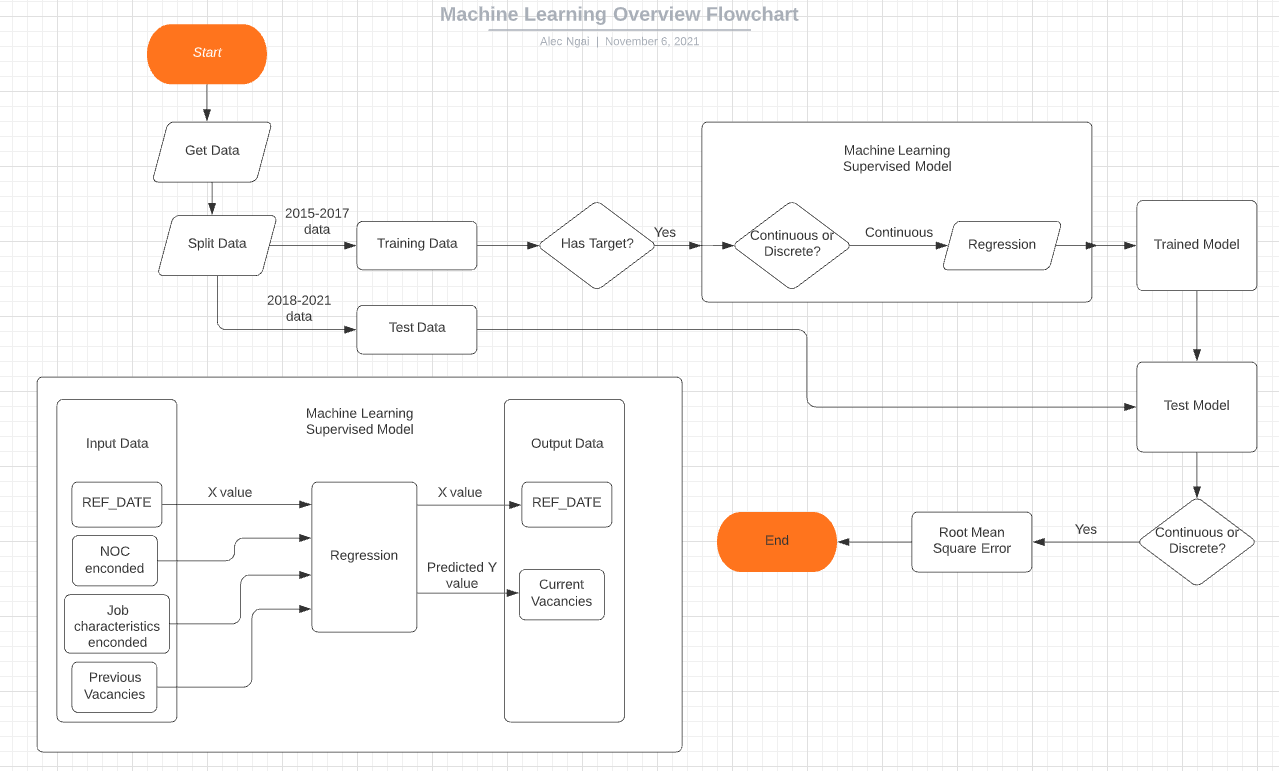 Machine Learning Overview Flowchart
Alec Ngai | November 6, 2021
Start
Get Data
Split Data
2015-2017
data
Training Data
Has Target?
Yes
Machine Learning
Supervised Model
Continuous or
Discrete?
Continuous
Regression
Trained Model
2018-2021
data
Test Data
Test Model
Continuous or
Discrete?
Yes
Root Mean
Square Error
End
Machine Learning
Supervised Model
Input Data
REF_DATE
NOC
enconded
Job
characteristics
enconded
Previous
Vacancies
X value
Regression
X value
Predicted Y
value
Output Data
REF_DATE
Current
Vacancies